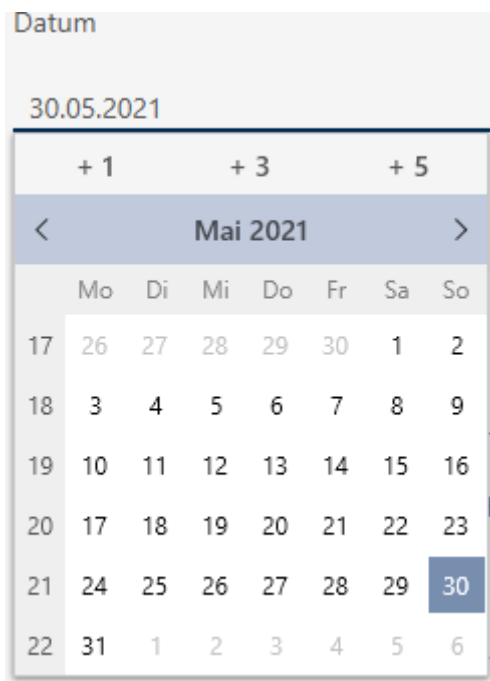 Datum
30.05.2021
+ 1 + 3 + 5
< Mai 2021 >
Mo Di Mi Do Fr Sa So
17 26 27 28 29 30 1 2
18 3 4 5 6 7 8 9
19 10 11 12 13 14 15 16
20 17 18 19 20 21 22 23
21 24 25 26 27 28 29 30
22 31 1 2 3 4 5 6